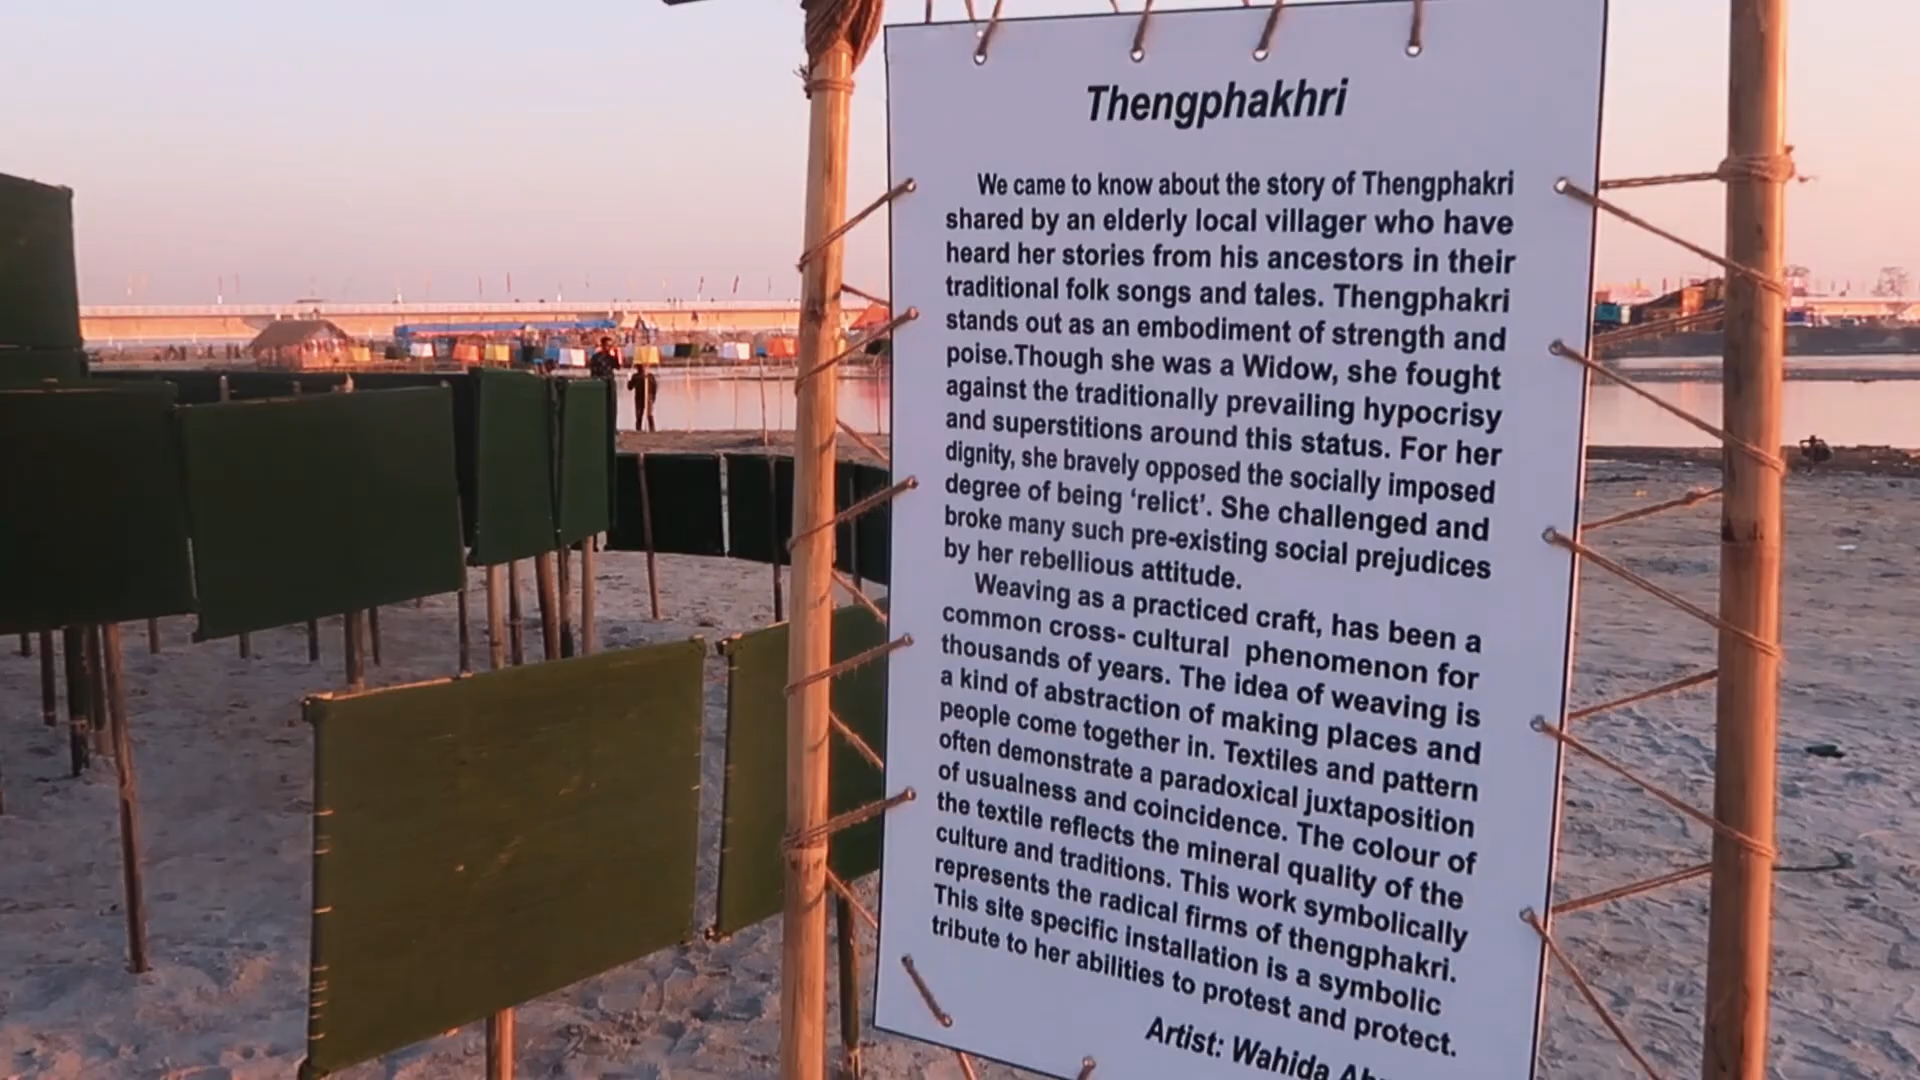 Thengphakhri
We came to know about the story of Thengphakri
shared by an elderly local villager who have
heard her stories from his ancestors in their
traditional folk songs and tales. Thengphakri
stands out as an embodiment of strength and
poise.Though she was a Widow, she fought
against the traditionally prevailing hypocrisy
and superstitions around this status. For her
dignity, she bravely opposed the socially imposed
degree of being ‘relict’. She challenged and
broke many such pre-existing social prejudices
by her rebellious attitude.
Weaving as a practiced craft, has been a
common cross- cultural phenomenon for
thousands of years. The idea of weaving is
a kind of abstraction of making places and
people come together in. Textiles and pattern
often demonstrate a paradoxical juxtaposition
of usualness and coincidence. The colour of
the textile reflects the mineral quality of the
culture and traditions. This work symbolically
represents the radical firms of thengphakri.
This site specific installation is a symbolic
tribute to her abilities to protest and protect.
Artist: Wahida